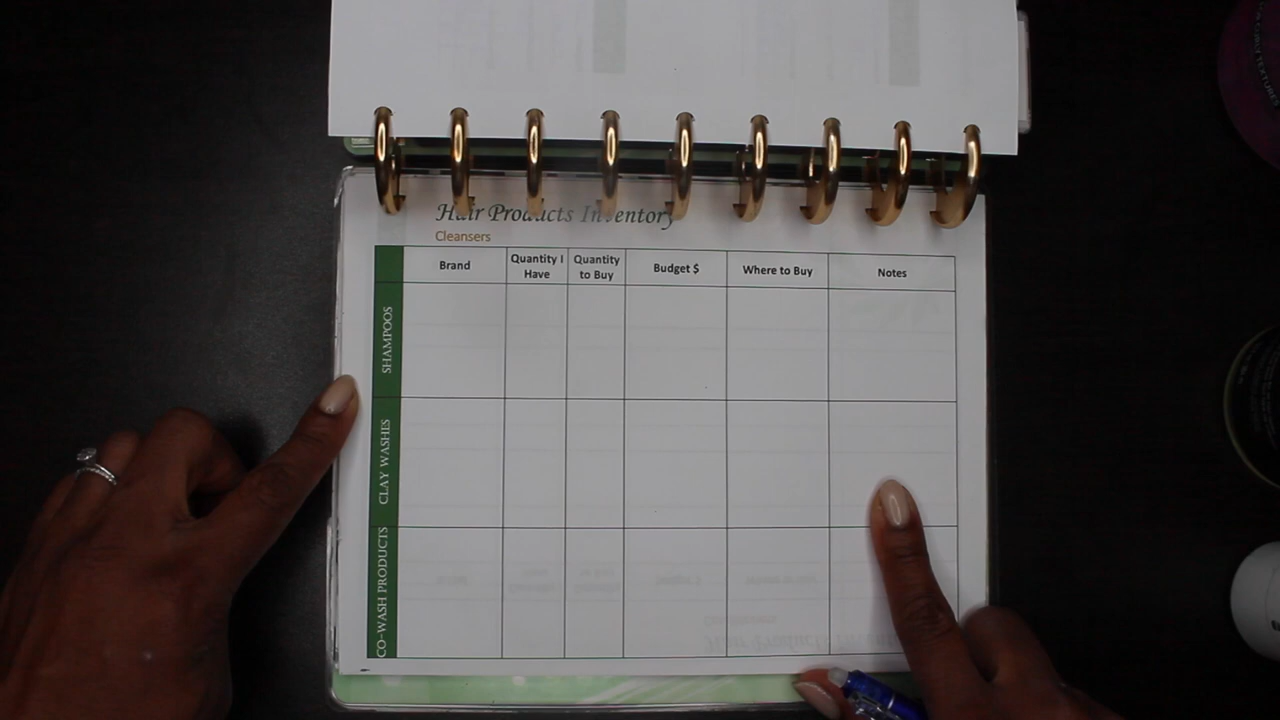 Hair Products Inventory
Cleansers
Brand
Quantity I Have
Quantity to Buy
Budget $
Where to Buy
Notes
SHAMPOOS
CLAY WASHES
CO-WASH PRODUCTS